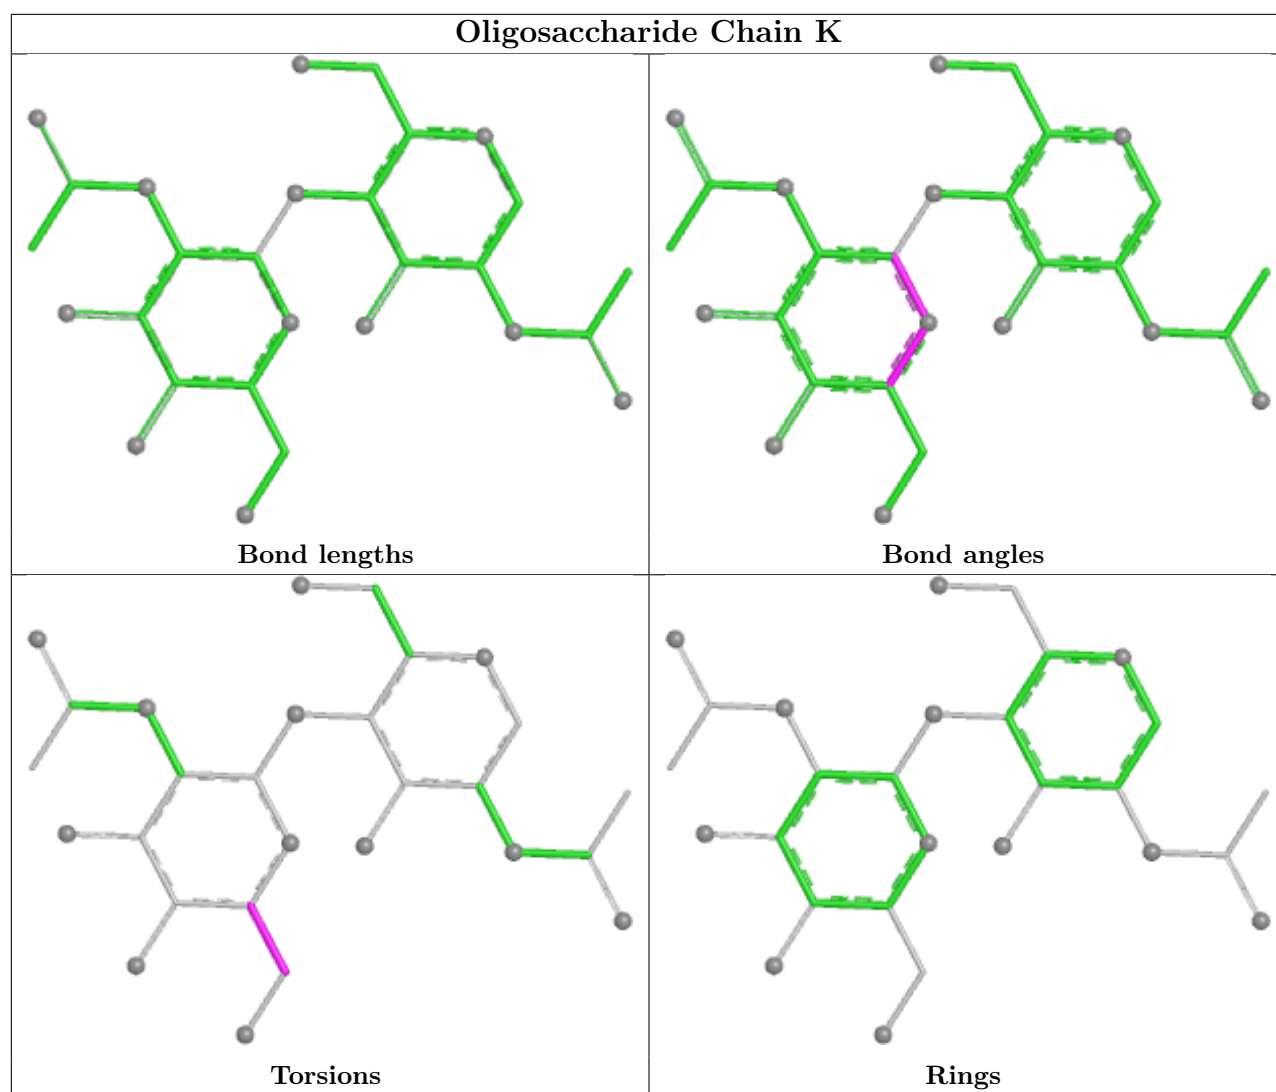 Oligosaccharide Chain K
Bond lengths
Bond angles
Torsions
Rings